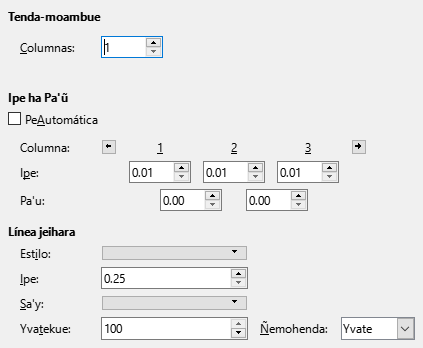 Tenda-moambue
Columnas: 1
Ipe ha Pa'ũ
PeAutomática
Columna: 1 2 3
Ipe: 0.01 0.01 0.01
Pa'u: 0.00 0.00
Línea jeihara
Estilo:
Ipe: 0.25
Sa'y:
Yvatekue: 100 Ñemohenda: Yvate